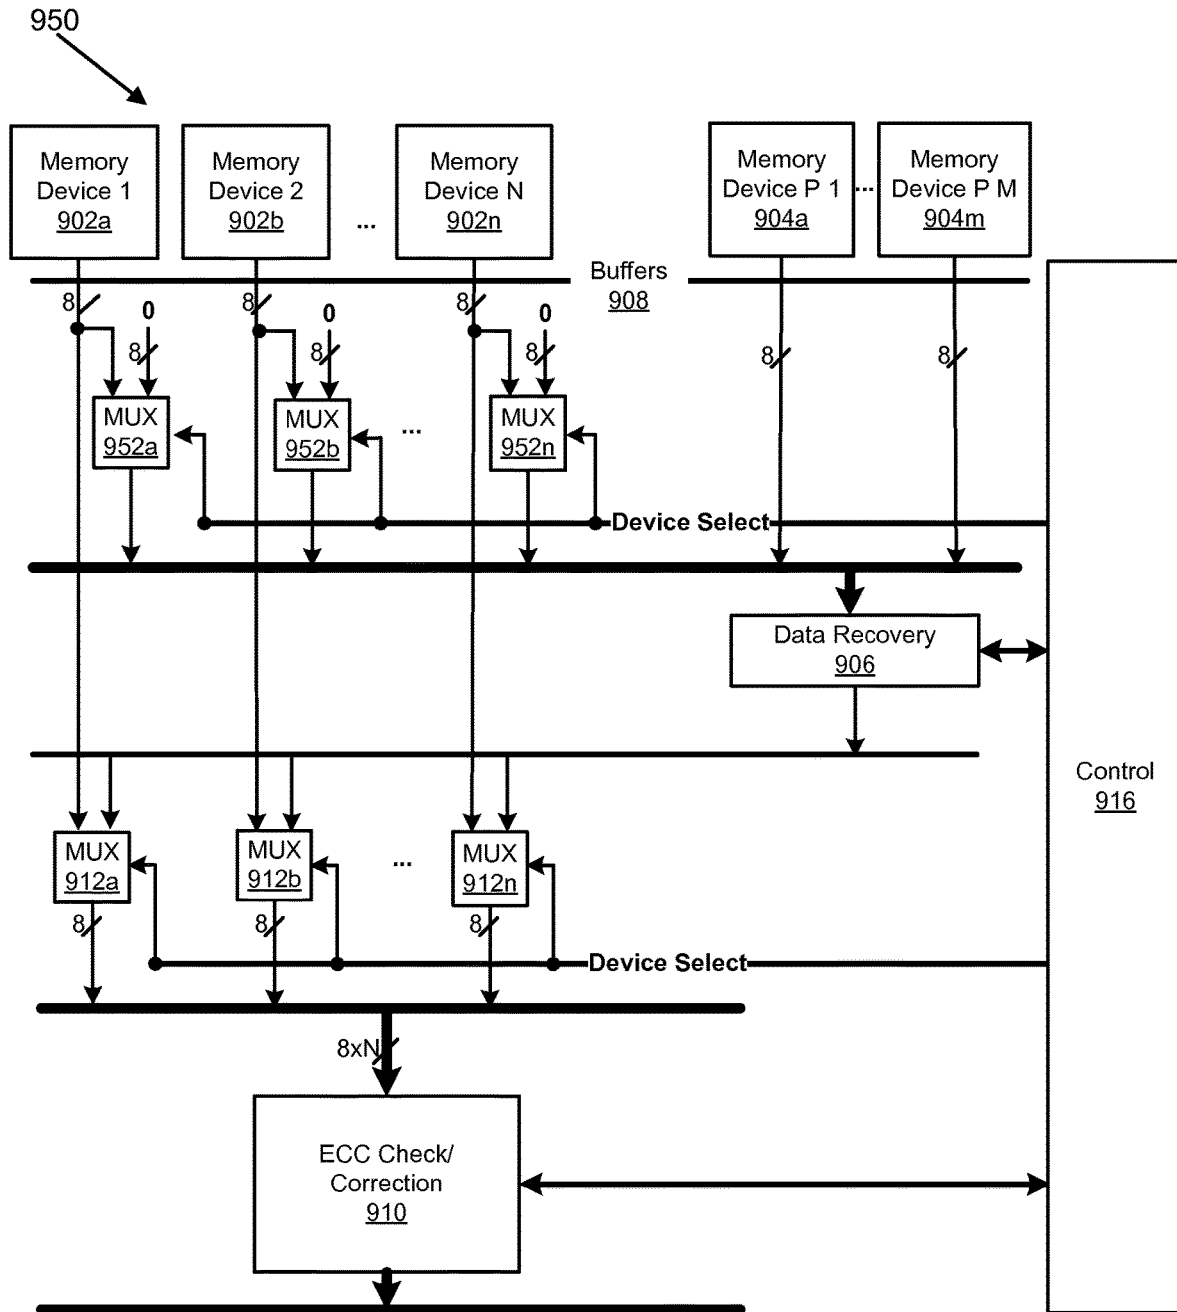 950
Memory
Device 1
902a
Memory
Device 2
902b
...
Memory
Device N
902n
Memory
Device P 1
904a
...
Memory
Device P M
904m
Buffers
908
8
0
8
8
0
8
8
0
8
8
8
MUX
952a
MUX
952b
...
MUX
952n
Device Select
Data Recovery
906
Control
916
MUX
912a
MUX
912b
...
MUX
912n
8
8
8
Device Select
8xN
ECC Check/
Correction
910